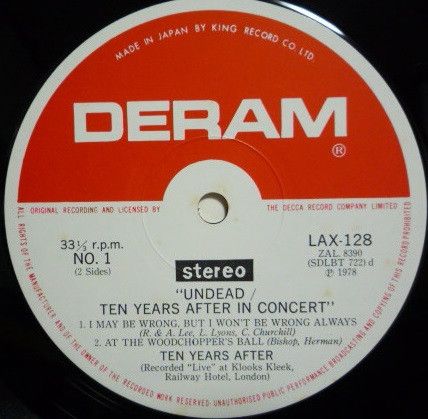 MADE IN JAPAN BY KING RECORD CO. LTD.
DERAM
®
ORIGINAL RECORDING AND LICENSED BY THE DECCA RECORD COMPANY LIMITED
33⅓ r.p.m.
NO. 1
(2 Sides)
stereo
LAX-128
ZAL. 8390
(SDLBT 722) d
Ⓟ 1978
"UNDEAD /
TEN YEARS AFTER IN CONCERT"
1. I MAY BE WRONG, BUT I WON'T BE WRONG ALWAYS
(R. & A. Lee, L. Lyons, C. Churchill)
2. AT THE WOODCHOPPER'S BALL (Bishop, Herman)
TEN YEARS AFTER
(Recorded "Live" at Klooks Kleek,
Railway Hotel, London)
ALL RIGHTS OF THE MANUFACTURER AND OF THE OWNER OF THE RECORDED WORK RESERVED UNAUTHORISED PUBLIC PERFORMANCE BROADCASTING AND COPYING OF THIS RECORD PROHIBITED